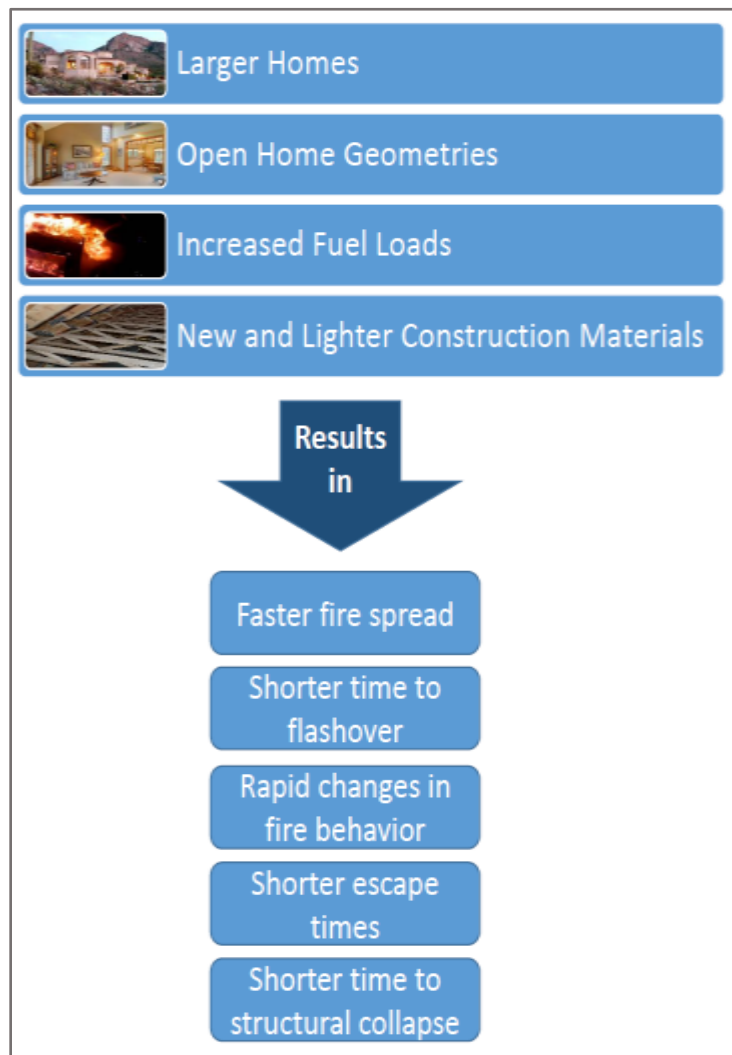 Larger Homes
Open Home Geometries
Increased Fuel Loads
New and Lighter Construction Materials
Results
in
Faster fire spread
Shorter time to
flashover
Rapid changes in
fire behavior
Shorter escape
times
Shorter time to
structural collapse